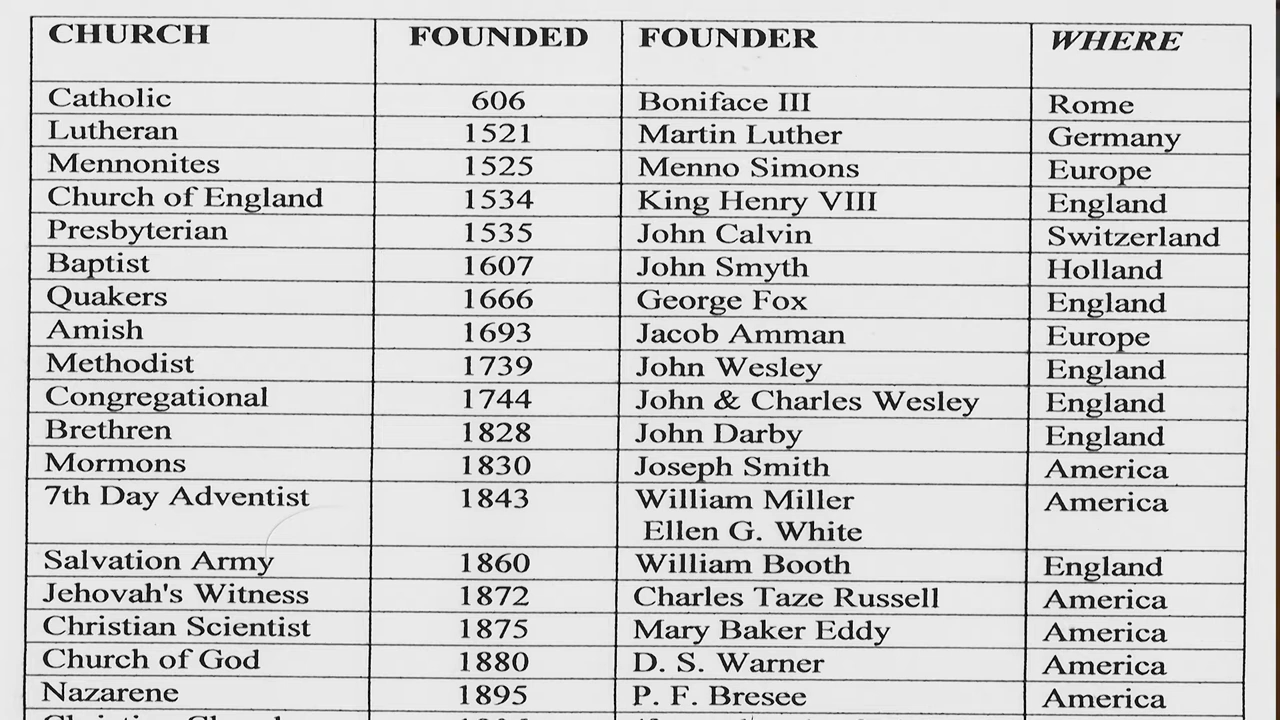 CHURCH FOUNDED FOUNDER WHERE
Catholic 606 Boniface III Rome
Lutheran 1521 Martin Luther Germany
Mennonites 1525 Menno Simons Europe
Church of England 1534 King Henry VIII England
Presbyterian 1535 John Calvin Switzerland
Baptist 1607 John Smyth Holland
Quakers 1666 George Fox England
Amish 1693 Jacob Amman Europe
Methodist 1739 John Wesley England
Congregational 1744 John & Charles Wesley England
Brethren 1828 John Darby England
Mormons 1830 Joseph Smith America
7th Day Adventist 1843 William Miller America
Ellen G. White
Salvation Army 1860 William Booth England
Jehovah's Witness 1872 Charles Taze Russell America
Christian Scientist 1875 Mary Baker Eddy America
Church of God 1880 D. S. Warner America
Nazarene 1895 P. F. Bresee America